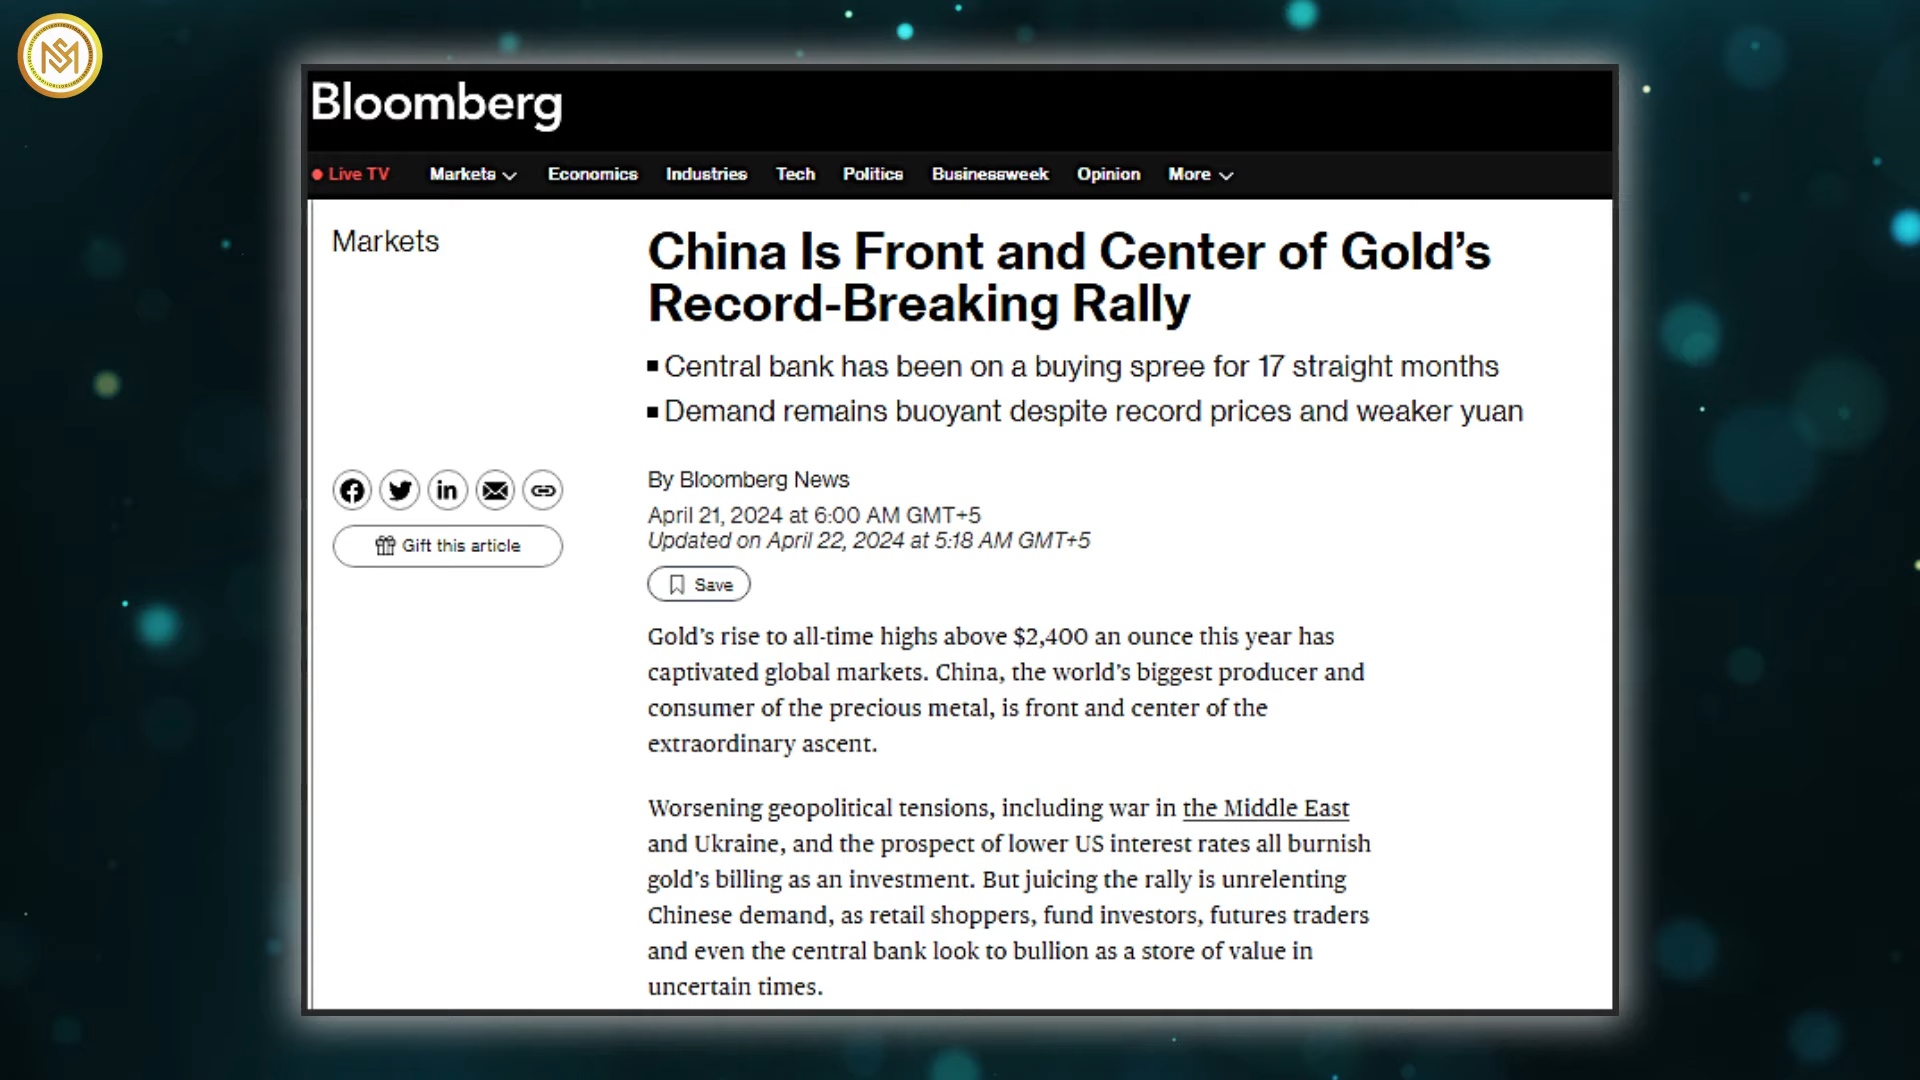 Bloomberg
Live TV Markets Economics Industries Tech Politics Businessweek Opinion More
Markets
China Is Front and Center of Gold’s
Record-Breaking Rally
Central bank has been on a buying spree for 17 straight months
Demand remains buoyant despite record prices and weaker yuan
By Bloomberg News
April 21, 2024 at 6:00 AM GMT+5
Updated on April 22, 2024 at 5:18 AM GMT+5
Gift this article
Save
Gold’s rise to all-time highs above $2,400 an ounce this year has
captivated global markets. China, the world’s biggest producer and
consumer of the precious metal, is front and center of the
extraordinary ascent.
Worsening geopolitical tensions, including war in the Middle East
and Ukraine, and the prospect of lower US interest rates all burnish
gold’s billing as an investment. But juicing the rally is unrelenting
Chinese demand, as retail shoppers, fund investors, futures traders
and even the central bank look to bullion as a store of value in
uncertain times.